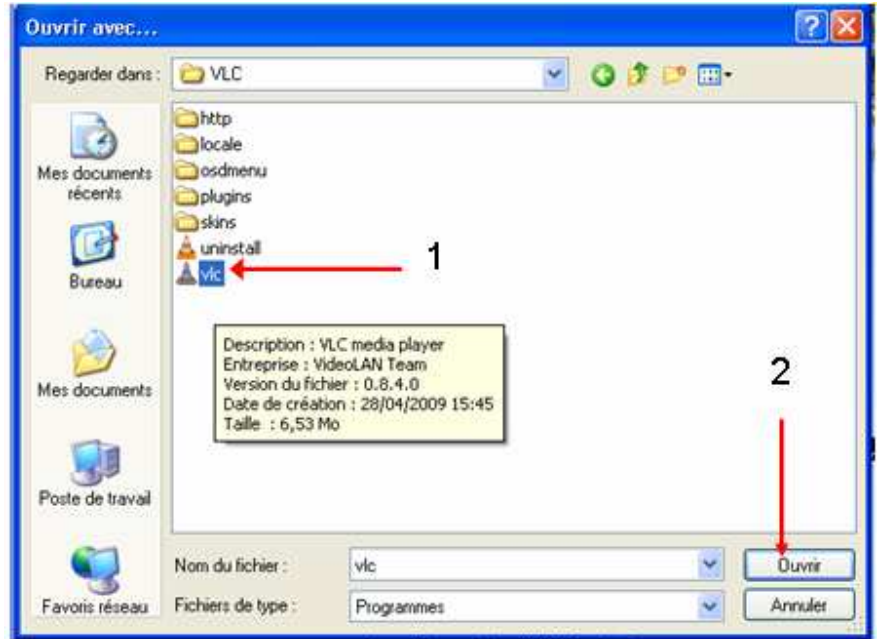 Ouvrir avec...
Regarder dans :
VLC
Mes documents
récents
Bureau
Mes documents
Poste de travail
Favoris réseau
http
locale
osdmenu
plugins
skins
uninstall
vlc
1
Description : VLC media player
Entreprise : VideoLAN Team
Version du fichier : 0.8.4.0
Date de création : 28/04/2009 15:45
Taille : 6,53 Mo
2
Nom du fichier :
vlc
Ouvrir
Fichiers de type :
Programmes
Annuler